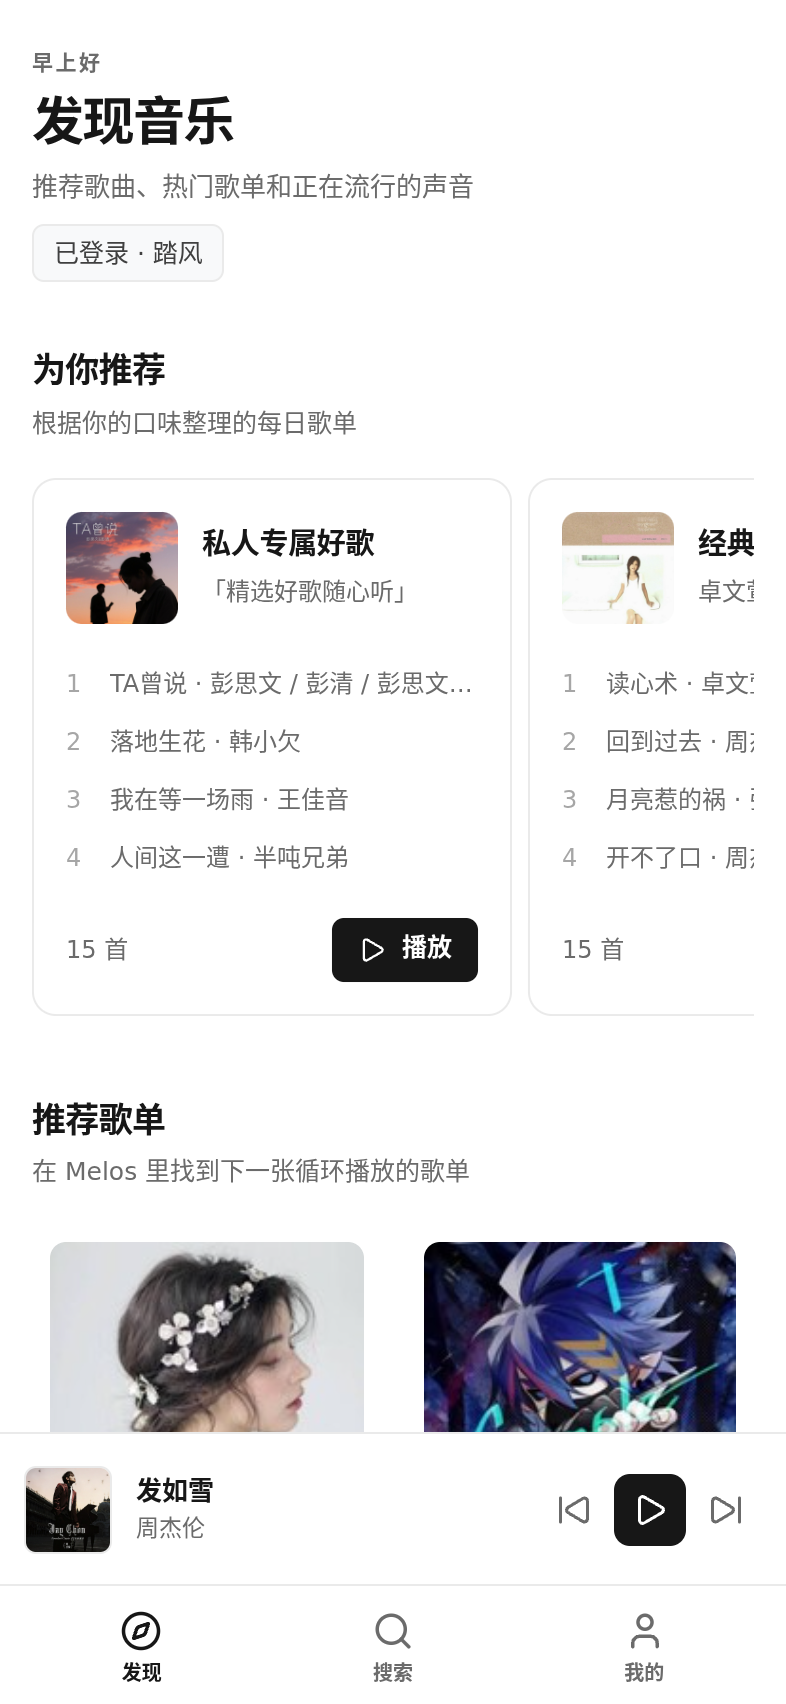 早上好
发现音乐
推荐歌曲、热门歌单和正在流行的声音
已登录 · 踏风
为你推荐
根据你的口味整理的每日歌单
TA曾说
私人专属好歌
「精选好歌随心听」
1 TA曾说 · 彭思文 / 彭清 / 彭思文...
2 落地生花 · 韩小欠
3 我在等一场雨 · 王佳音
4 人间这一遭 · 半吨兄弟
15 首
播放
经典
卓文
1 读心术 · 卓文
2 回到过去 · 周
3 月亮惹的祸 ·
4 开不了口 · 周
15 首
推荐歌单
在 Melos 里找到下一张循环播放的歌单
Jay Chou
发如雪
周杰伦
发现
搜索
我的